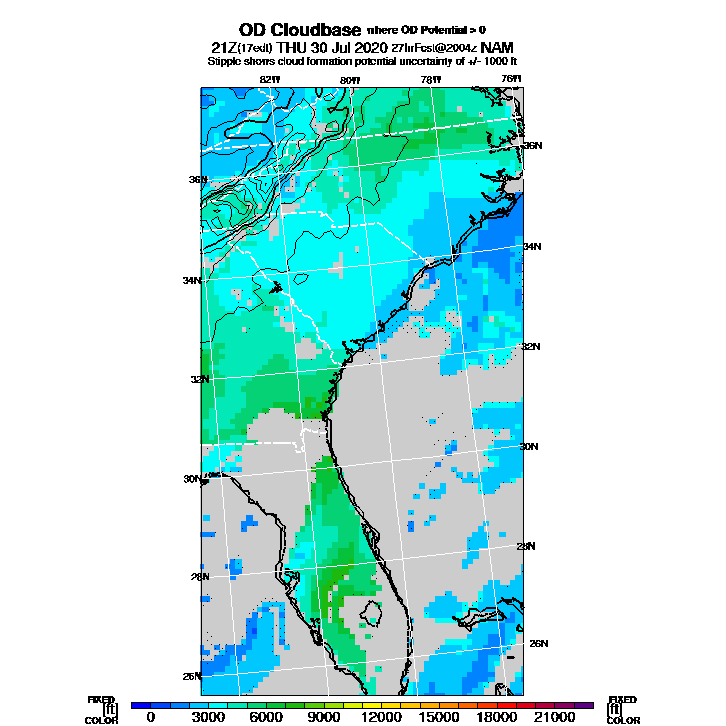 OD Cloudbase where OD Potential > 0
21Z(17edt) THU 30 Jul 2020 27hrFcst@2004z NAM
Stipple shows cloud formation potential uncertainty of +/- 1000 ft
82W 80W 78W 76W
36N
36N
34N
34N
32N
32N
30N
30N
28N
28N
26N
26N
FIXED FIXED
[ft] [ft]
COLOR 0 3000 6000 9000 12000 15000 18000 21000 COLOR